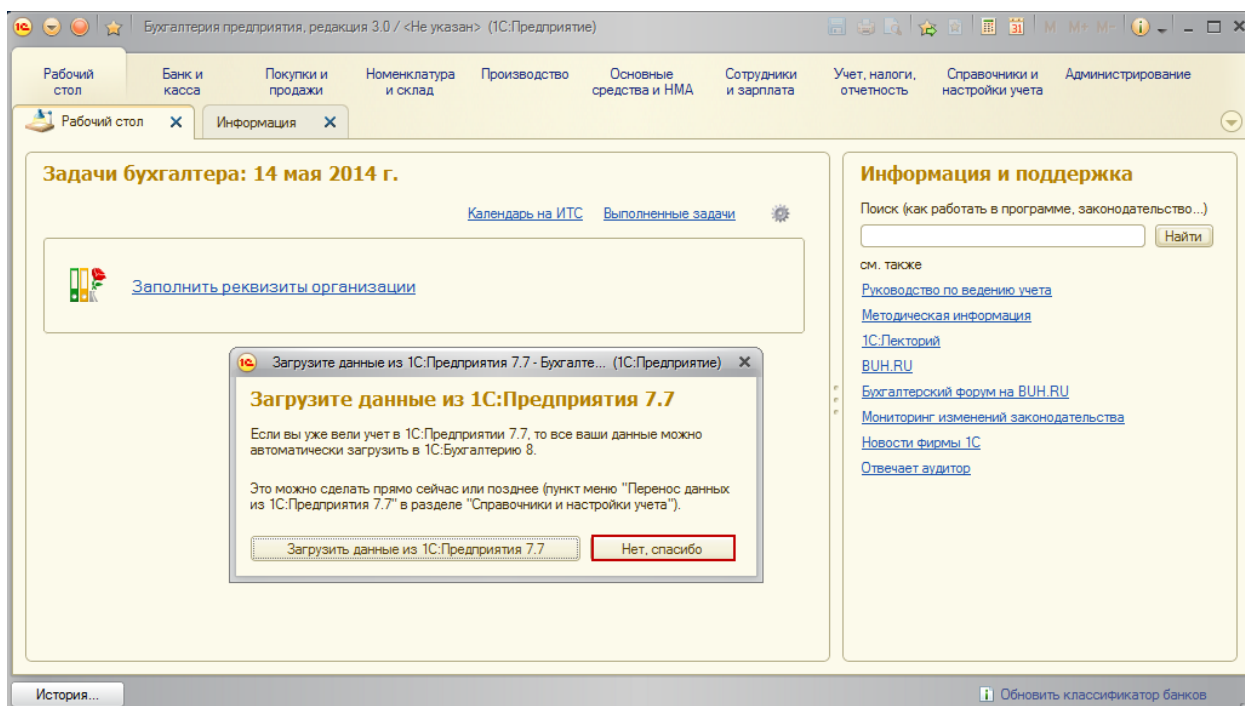 Бухгалтерия предприятия, редакция 3.0 / <Не указан> (1С:Предприятие)
M M+ M-
31
Рабочий стол
Банк и касса
Покупки и продажи
Номенклатура и склад
Производство
Основные средства и НМА
Сотрудники и зарплата
Учет, налоги, отчетность
Справочники и настройки учета
Администрирование
Рабочий стол
Информация
Задачи бухгалтера: 14 мая 2014 г.
Календарь на ИТС Выполненные задачи
Заполнить реквизиты организации
Загрузите данные из 1С:Предприятия 7.7 - Бухгалте... (1С:Предприятие)
Загрузите данные из 1С:Предприятия 7.7
Если вы уже вели учет в 1С:Предприятии 7.7, то все ваши данные можно
автоматически загрузить в 1С:Бухгалтерию 8.
Это можно сделать прямо сейчас или позднее (пункт меню "Перенос данных
из 1С:Предприятия 7.7" в разделе "Справочники и настройки учета").
Загрузить данные из 1С:Предприятия 7.7
Нет, спасибо
Информация и поддержка
Поиск (как работать в программе, законодательство...)
Найти
см. также
Руководство по ведению учета
Методическая информация
1С:Лекторий
BUH.RU
Бухгалтерский форум на BUH.RU
Мониторинг изменений законодательства
Новости фирмы 1С
Отвечает аудитор
История...
Обновить классификатор банков